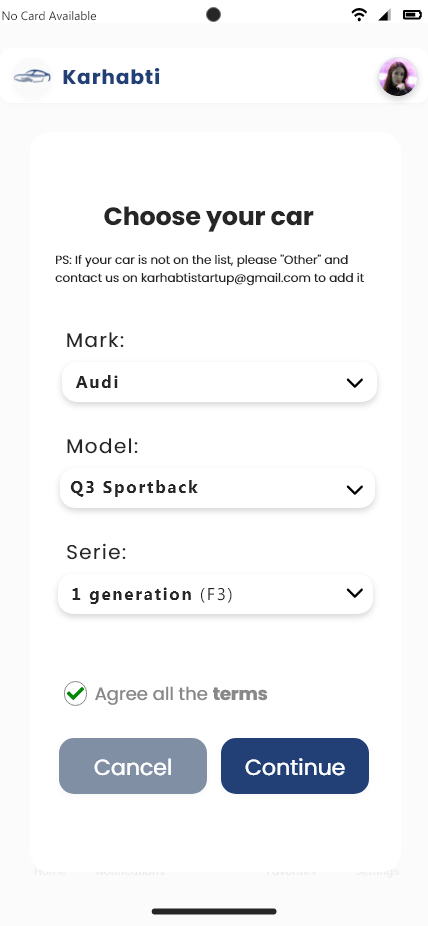 No Card Available
Karhabti
Choose your car
PS: If your car is not on the list, please "Other" and
contact us on karhabtistartup@gmail.com to add it
Mark:
Audi
Model:
Q3 Sportback
Serie:
1 generation (F3)
Agree all the terms
Cancel
Continue
Home Notifications Favorites Settings